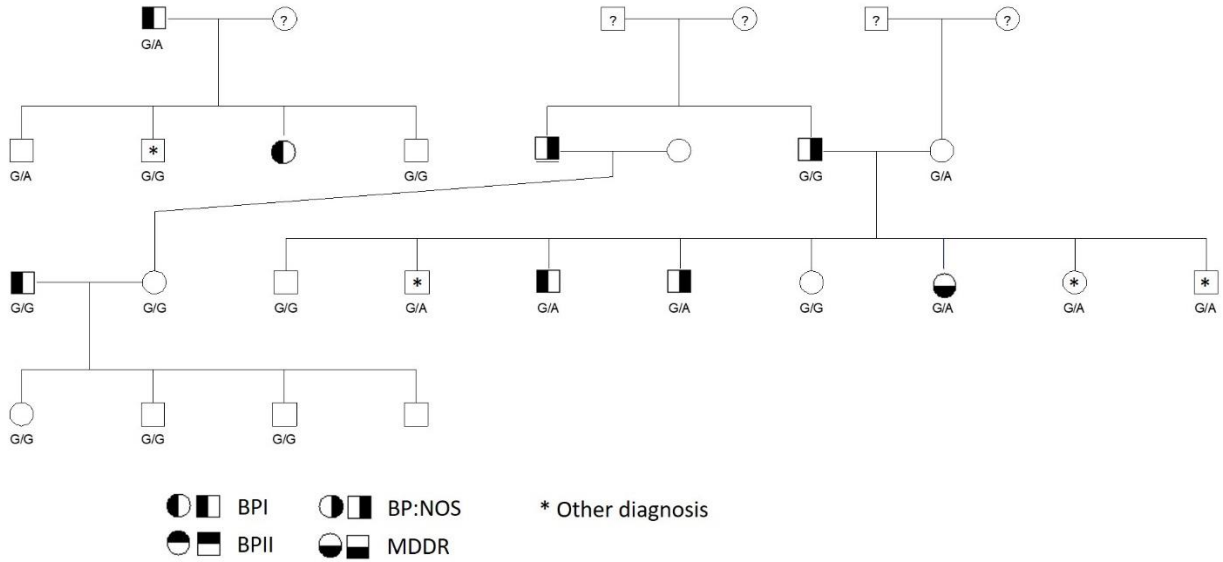 ? ? ? ? ?
G/A
*
G/A G/G G/G G/G G/A
* * *
G/G G/G G/G G/A G/A G/A G/G G/A G/A G/A
G/G G/G G/G
BPI BP:NOS * Other diagnosis
BPII MDDR